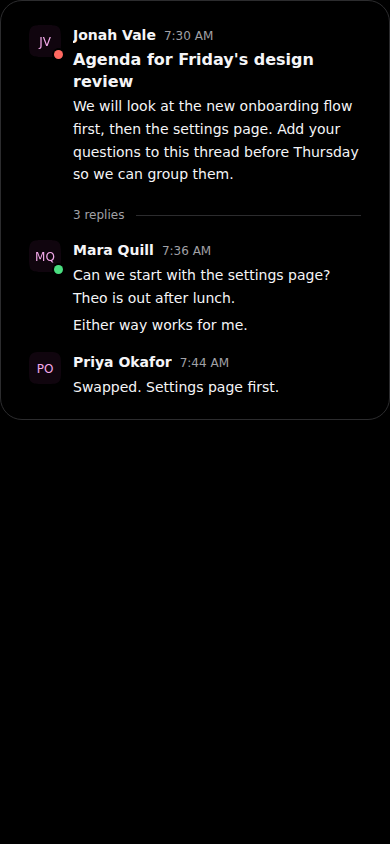 JV
Jonah Vale 7:30 AM
Agenda for Friday's design
review
We will look at the new onboarding flow
first, then the settings page. Add your
questions to this thread before Thursday
so we can group them.
3 replies
MQ
Mara Quill 7:36 AM
Can we start with the settings page?
Theo is out after lunch.
Either way works for me.
PO
Priya Okafor 7:44 AM
Swapped. Settings page first.